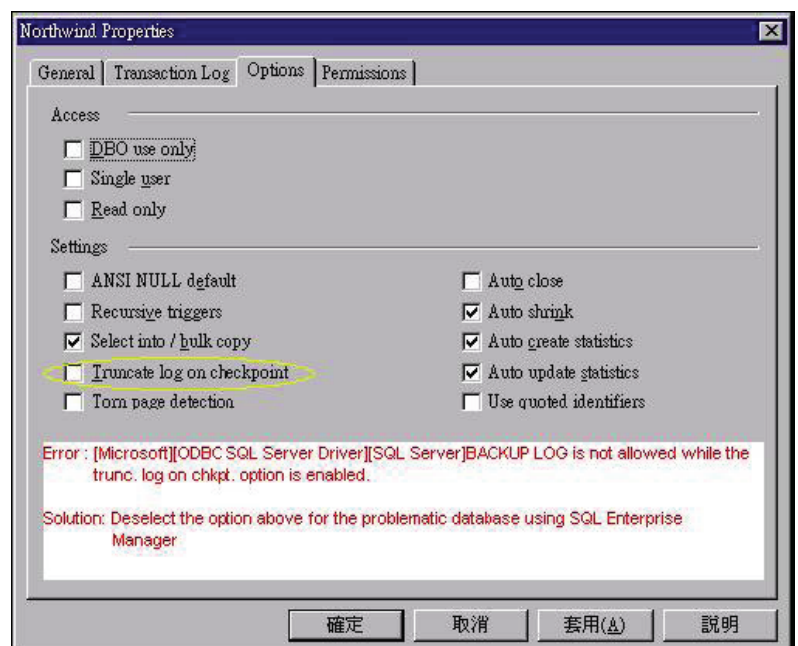 Northwind Properties
General Transaction Log Options Permissions
Access
DBO use only
Single user
Read only
Settings
ANSI NULL default
Recursive triggers
Select into / bulk copy
Truncate log on checkpoint
Torn page detection
Auto close
Auto shrink
Auto create statistics
Auto update statistics
Use quoted identifiers
Error : [Microsoft][ODBC SQL Server Driver][SQL Server]BACKUP LOG is not allowed while the
trunc. log on chkpt. option is enabled.
Solution: Deselect the option above for the problematic database using SQL Enterprise
Manager
確定 取消 套用(A) 說明